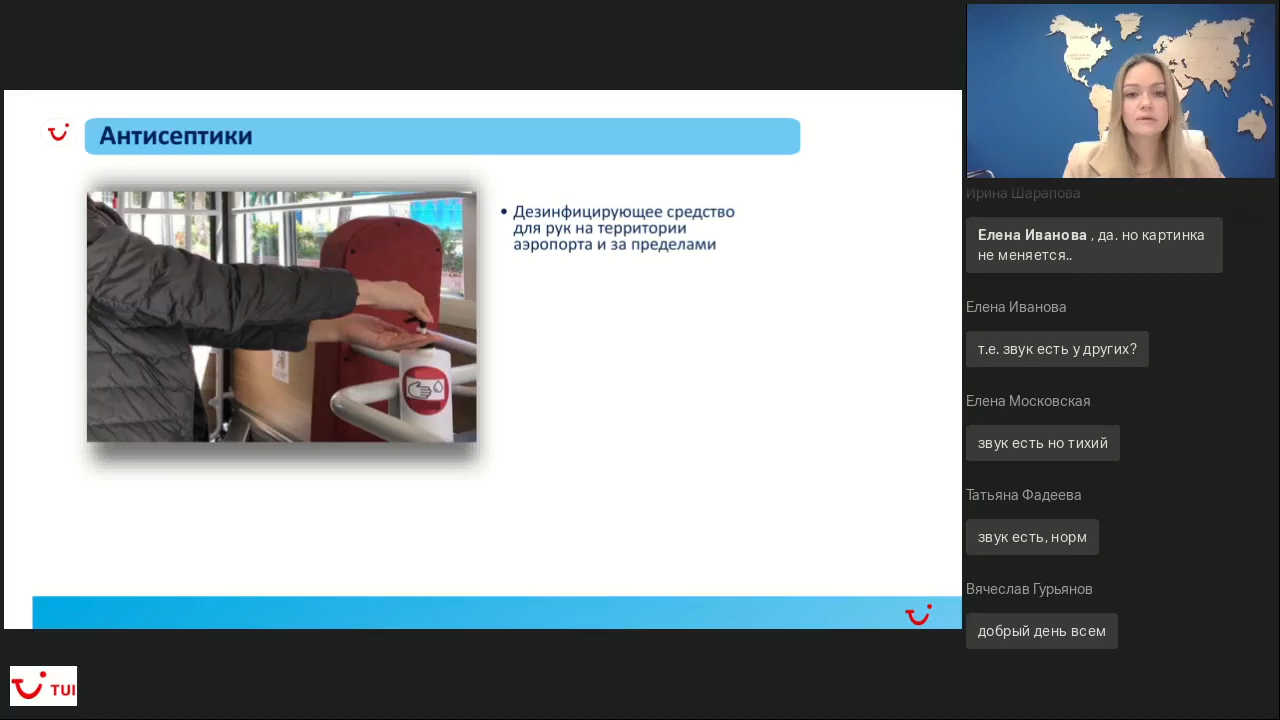 Антисептики
• Дезинфицирующее средство
для рук на территории
аэропорта и за пределами
TUI
Ирина Шарапова
Елена Иванова , да. но картинка
не меняется..
Елена Иванова
т.е. звук есть у других?
Елена Московская
звук есть но тихий
Татьяна Фадеева
звук есть, норм
Вячеслав Гурьянов
добрый день всем